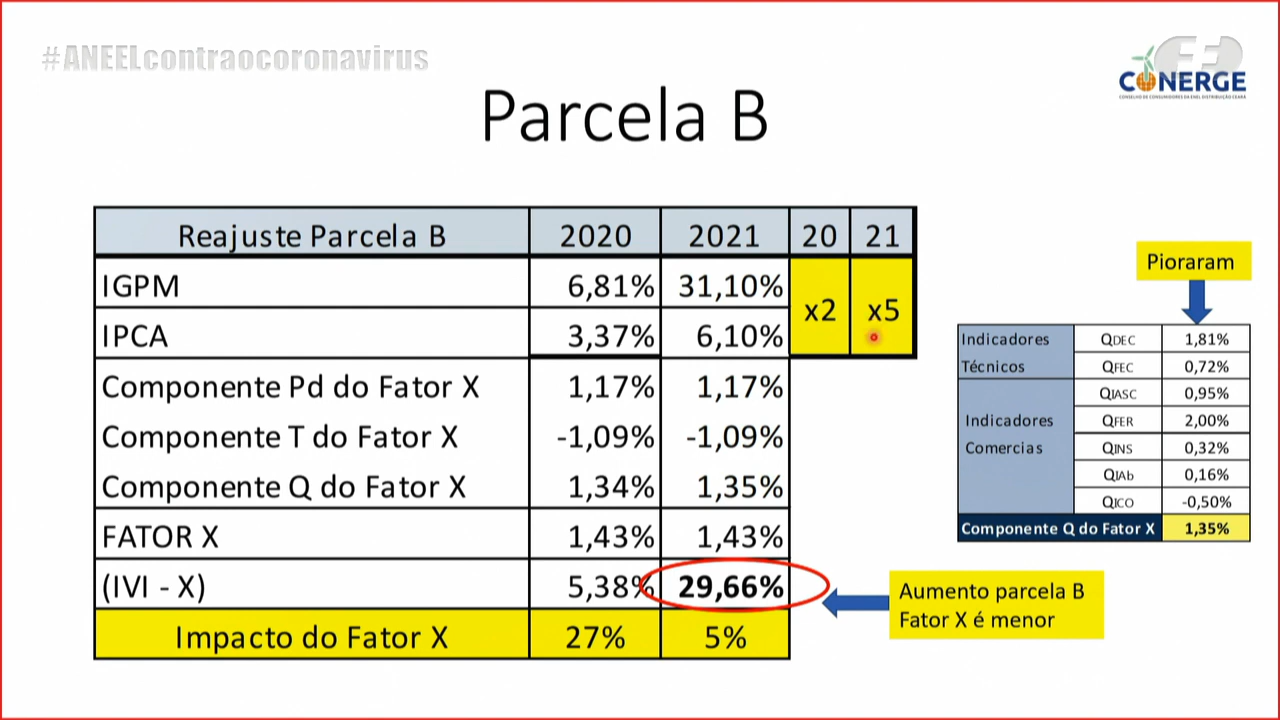 #ANEELcontraocoronavirus
CONERGE
CONSELHO DE CONSUMIDORES DA ENEL DISTRIBUIÇÃO CEARÁ
Parcela B
Reajuste Parcela B 2020 2021 20 21
IGPM 6,81% 31,10%
x2 x5
IPCA 3,37% 6,10%
Componente Pd do Fator X 1,17% 1,17%
Componente T do Fator X -1,09% -1,09%
Componente Q do Fator X 1,34% 1,35%
FATOR X 1,43% 1,43%
(IVI - X) 5,38% 29,66%
Impacto do Fator X 27% 5%
Pioraram
Indicadores QDEC 1,81%
Técnicos QFEC 0,72%
QIASC 0,95%
Indicadores QFER 2,00%
Comercias QINS 0,32%
QIAb 0,16%
QICO -0,50%
Componente Q do Fator X 1,35%
Aumento parcela B
Fator X é menor